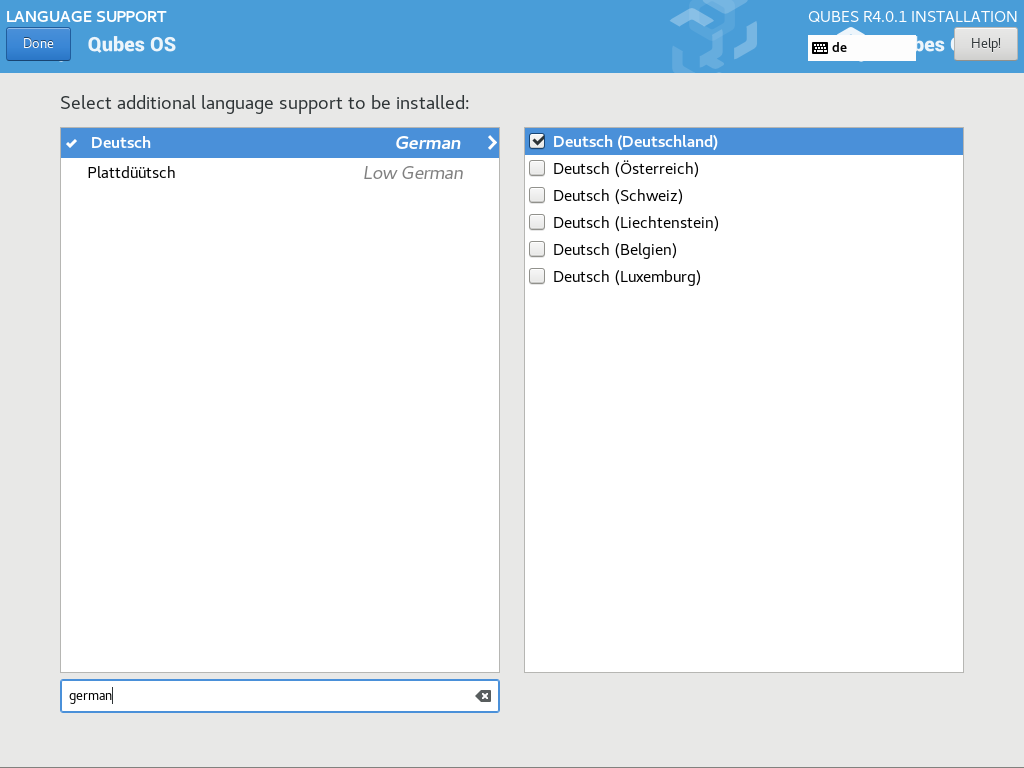 LANGUAGE SUPPORT
QUBES R4.0.1 INSTALLATION
Done
Qubes OS
de
Help!
Select additional language support to be installed:
Deutsch German
Plattdüütsch Low German
Deutsch (Deutschland)
Deutsch (Österreich)
Deutsch (Schweiz)
Deutsch (Liechtenstein)
Deutsch (Belgien)
Deutsch (Luxemburg)
german